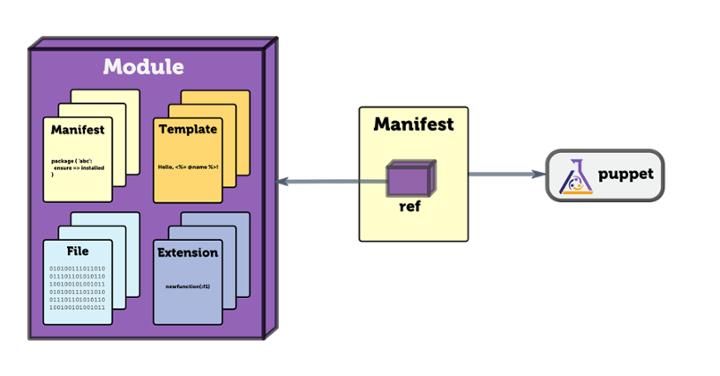 Module
Manifest
package { 'abc':
ensure => installed
}
Template
Hello, <%= @name %>!
File
010100111011010
011101101010110
100100101001011
010100111011010
011101101010110
100100101001011
Extension
newfunction(:f1)
Manifest
ref
puppet